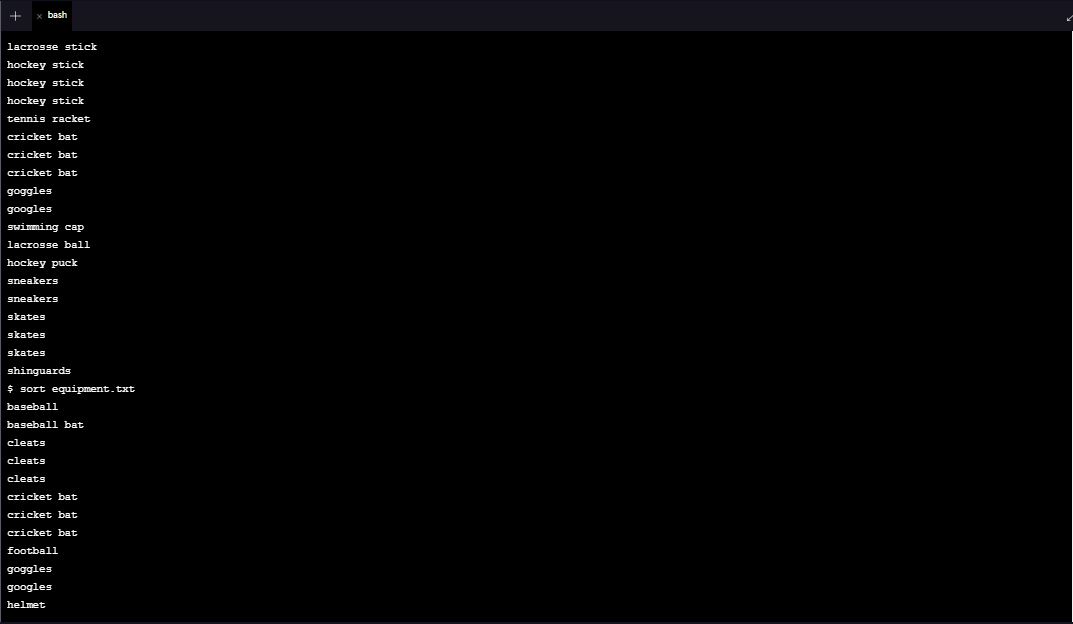 bash
lacrosse stick
hockey stick
hockey stick
hockey stick
tennis racket
cricket bat
cricket bat
cricket bat
goggles
googles
swimming cap
lacrosse ball
hockey puck
sneakers
sneakers
skates
skates
skates
shinguards
$ sort equipment.txt
baseball
baseball bat
cleats
cleats
cleats
cricket bat
cricket bat
cricket bat
football
goggles
googles
helmet